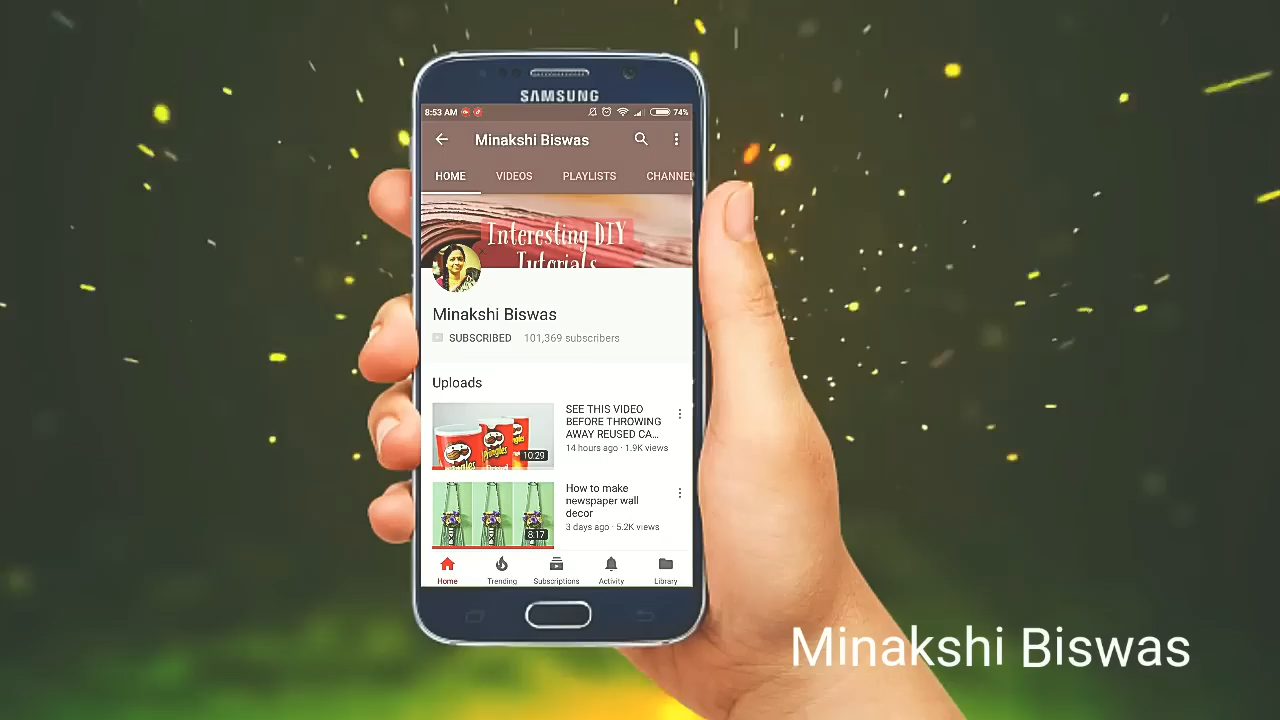 SAMSUNG
8:53 AM 74%
Minakshi Biswas
HOME VIDEOS PLAYLISTS CHANNEL
Interesting DIY
Tutorials
Minakshi Biswas
SUBSCRIBED 101,369 subscribers
Uploads
SEE THIS VIDEO
BEFORE THROWING
AWAY REUSED CA...
14 hours ago · 1.9K views
Pringles
Pringles
10:29
How to make
newspaper wall
decor
3 days ago · 5.2K views
8:17
Home Trending Subscriptions Activity Library
Minakshi Biswas